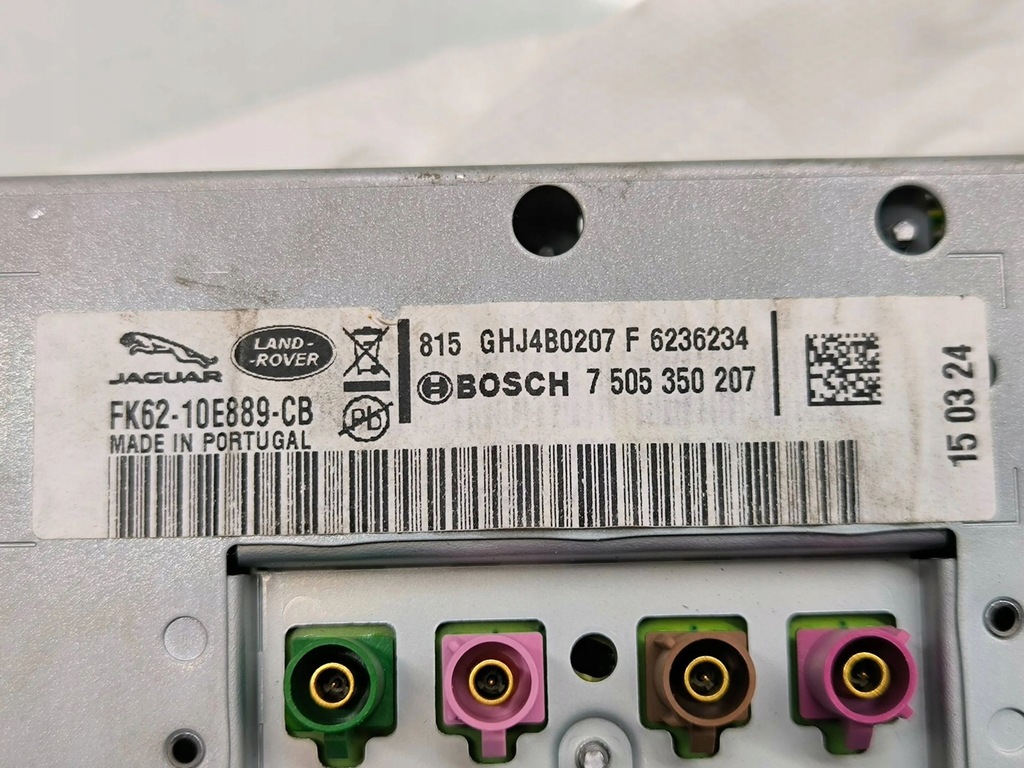 JAGUAR
LAND-
-ROVER
FK62-10E889-CB
MADE IN PORTUGAL
Pb
815 GHJ4B0207 F 6236234
BOSCH 7 505 350 207
15 03 24